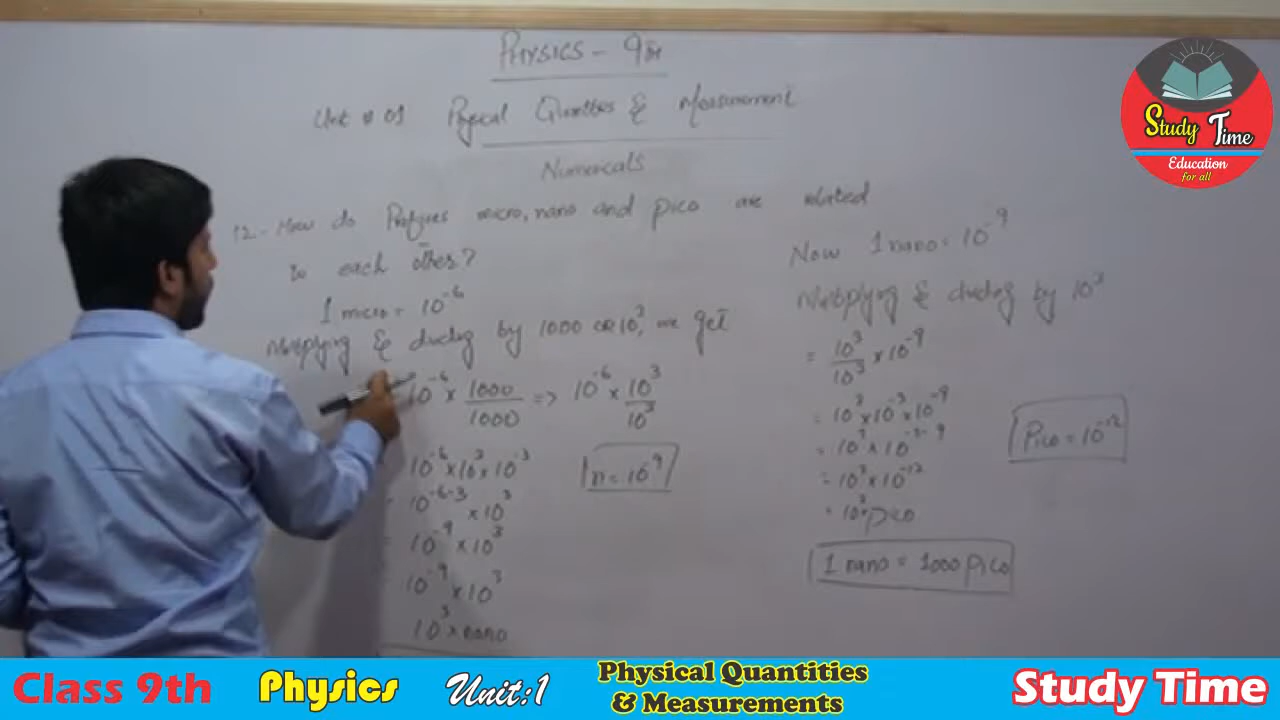 PHYSICS - 9th
Unit # 01 Physical Quantities & Measurement
Numericals
12.- How do Prefixes micro, nano and pico are related
to each other?
1 micro = 10⁻⁶
Multiplying & dividing by 1000 OR 10³, we get
10⁻⁶ × 1000/1000 => 10⁻⁶ × 10³/10³
10⁻⁶ × 10³ × 10⁻³
= 10⁻⁶⁻³ × 10³
= 10⁻⁹ × 10³
10⁻⁹ × 10³
10³ × nano
n = 10⁻⁹
Now 1 nano = 10⁻⁹
Multiplying & dividing by 10³
= 10³/10³ × 10⁻⁹
= 10³ × 10⁻³ × 10⁻⁹
= 10³ × 10⁻³⁻⁹
= 10³ × 10⁻¹²
= 10³ pico
1 nano = 1000 pico
Pico = 10⁻¹²
Study Time
Education
for all
Class 9th Physics Unit:1 Physical Quantities
& Measurements
Study Time